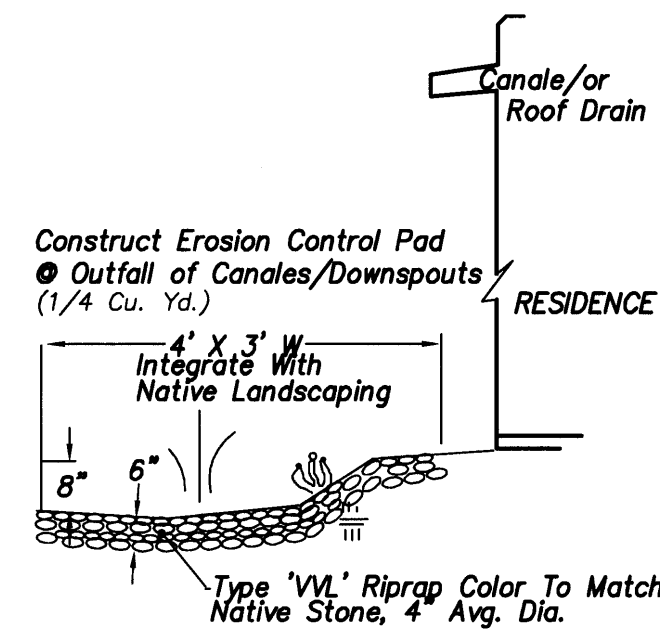 Canale/or
Roof Drain
Construct Erosion Control Pad
@ Outfall of Canales/Downspouts
(1/4 Cu. Yd.)
RESIDENCE
4' X 3' W
Integrate With
Native Landscaping
8"
6"
Type 'VVL' Riprap Color To Match
Native Stone, 4" Avg. Dia.